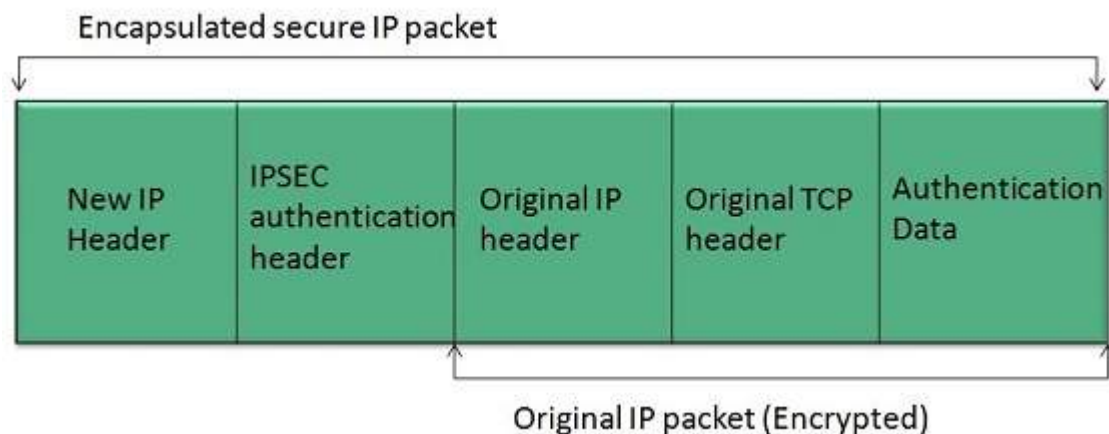 Encapsulated secure IP packet
New IP
Header
IPSEC
authentication
header
Original IP
header
Original TCP
header
Authentication
Data
Original IP packet (Encrypted)